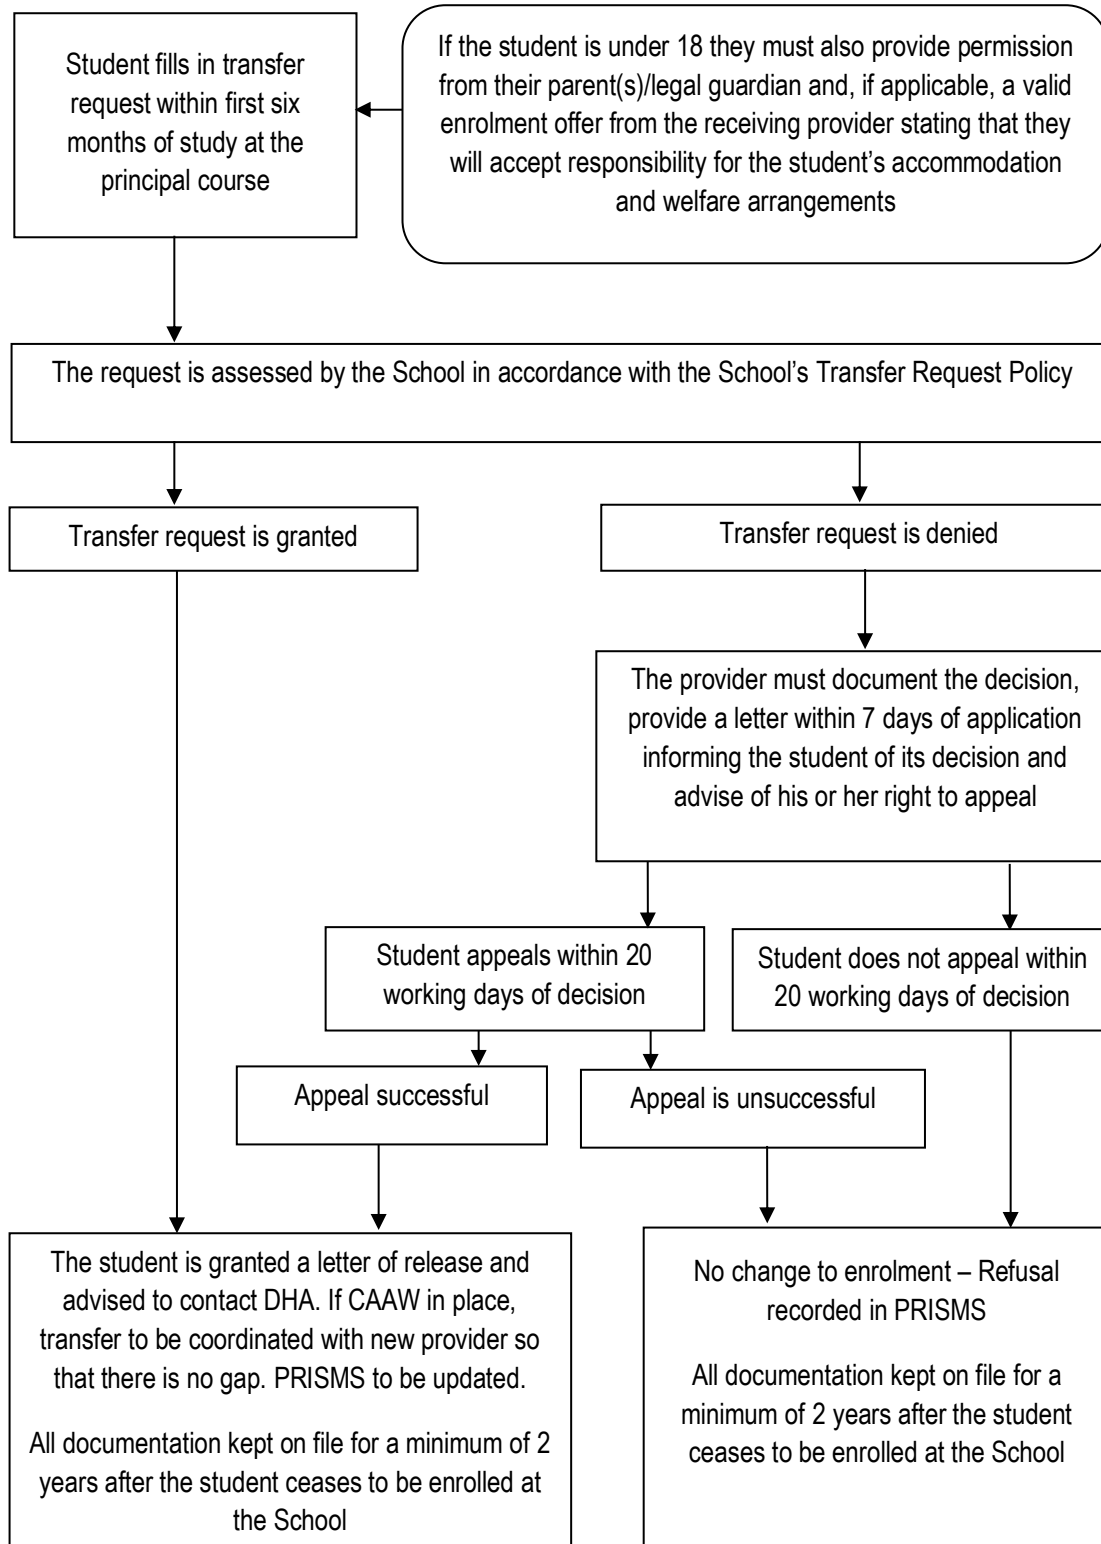 Student fills in transfer
request within first six
months of study at the
principal course
If the student is under 18 they must also provide permission
from their parent(s)/legal guardian and, if applicable, a valid
enrolment offer from the receiving provider stating that they
will accept responsibility for the student’s accommodation
and welfare arrangements
The request is assessed by the School in accordance with the School’s Transfer Request Policy
Transfer request is granted
Transfer request is denied
The provider must document the decision,
provide a letter within 7 days of application
informing the student of its decision and
advise of his or her right to appeal
Student appeals within 20
working days of decision
Student does not appeal within
20 working days of decision
Appeal successful
Appeal is unsuccessful
The student is granted a letter of release and
advised to contact DHA. If CAAW in place,
transfer to be coordinated with new provider so
that there is no gap. PRISMS to be updated.
All documentation kept on file for a minimum of 2
years after the student ceases to be enrolled at
the School
No change to enrolment – Refusal
recorded in PRISMS
All documentation kept on file for a
minimum of 2 years after the student
ceases to be enrolled at the School